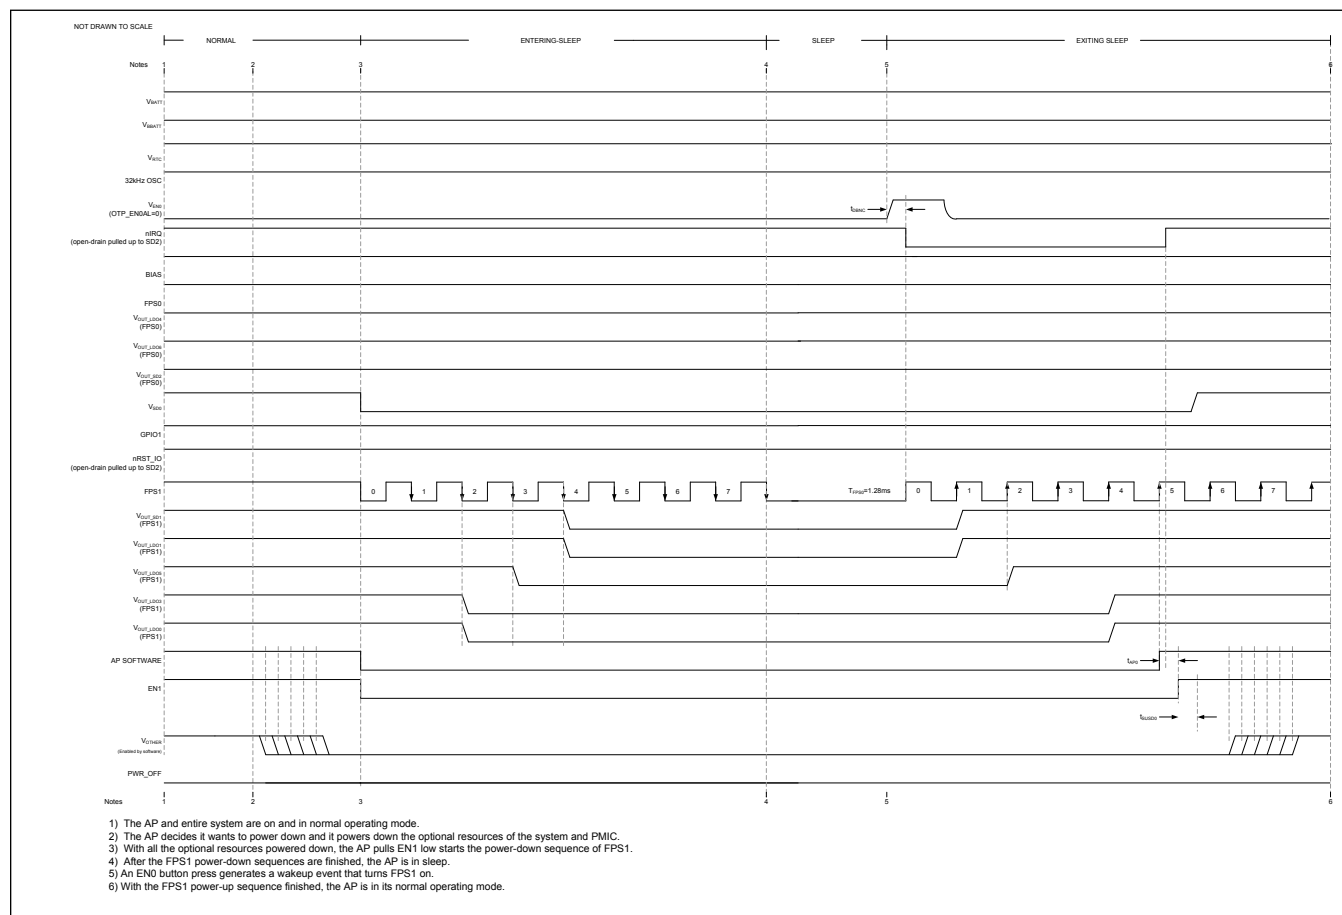 NOT DRAWN TO SCALE
NORMAL ENTERING-SLEEP SLEEP EXITING SLEEP
Notes 1 2 3 4 5 6
VBATT
VBBATT
VRTC
32kHz OSC
VEN0
(OTP_EN0AL=0)
tDBNC
nIRQ
(open-drain pulled up to SD2)
BIAS
FPS0
VOUT_LDO4
(FPS0)
VOUT_LDO8
(FPS0)
VOUT_SD2
(FPS0)
VSD0
GPIO1
nRST_IO
(open-drain pulled up to SD2)
FPS1 0 1 2 3 4 5 6 7 TFPS0=1.28ms 0 1 2 3 4 5 6 7
VOUT_SD1
(FPS1)
VOUT_LDO1
(FPS1)
(FPS1)
(FPS1)
(FPS1)
AP SOFTWARE
EN1
VOTHER
(Enabled by software)
PWR_OFF
Notes 1 2 3 4 5 6
1) The AP and entire system are on and in normal operating mode.
2) The AP decides it wants to power down and it powers down the optional resources of the system and PMIC.
3) With all the optional resources powered down, the AP pulls EN1 low starts the power-down sequence of FPS1.
4) After the FPS1 power-down sequences are finished, the AP is in sleep.
5) An EN0 button press generates a wakeup event that turns FPS1 on.
6) With the FPS1 power-up sequence finished, the AP is in its normal operating mode.